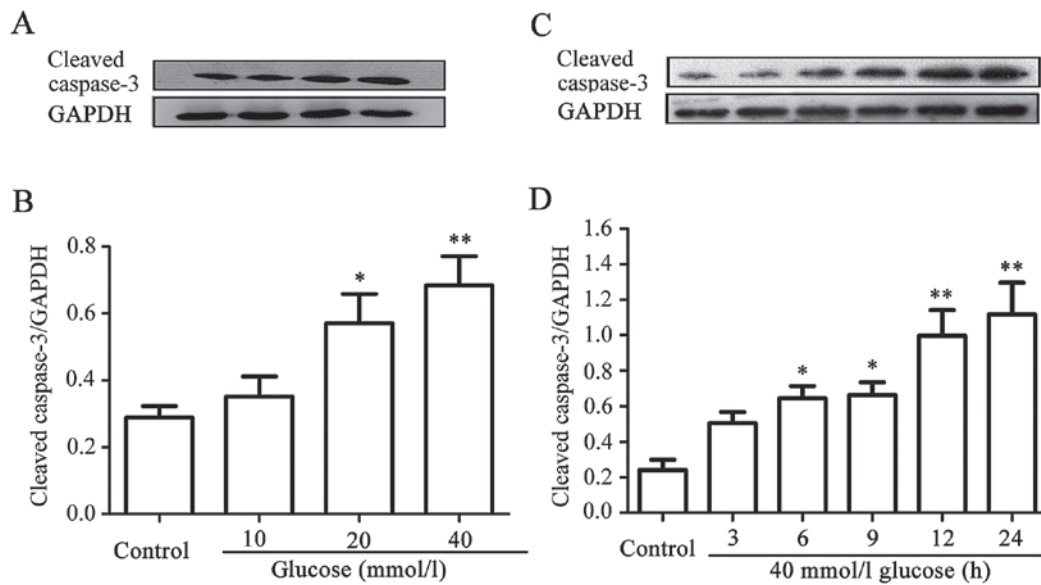 A
Cleaved
caspase-3
GAPDH
B
Cleaved caspase-3/GAPDH
0.8
0.6
0.4
0.2
0.0
*
**
Control
10
20
40
Glucose (mmol/l)
C
Cleaved
caspase-3
GAPDH
D
Cleaved caspase-3/GAPDH
1.6
1.4
1.2
1.0
0.8
0.6
0.4
0.2
0.0
*
*
**
**
Control
3
6
9
12
24
40 mmol/l glucose (h)